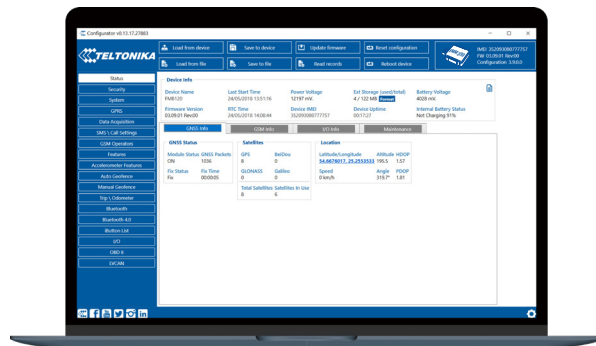 Configurator v0.13.17.27883
TELTONIKA
Load from device
Save to device
Update firmware
Reset configuration
Load from file
Save to file
Read records
Reboot device
IMEI: 352093080777757
FW: 03.09.01 Rev:00
Configuration 3.9.0.0
Status
Security
System
GPRS
Data Acquisition
SMS \ Call Settings
GSM Operators
Features
Accelerometer Features
Auto Geofence
Manual Geofence
Trip \ Odometer
Bluetooth
Bluetooth 4.0
iButton List
I/O
OBD II
LVCAN
Device Info
Device Name
Last Start Time
Power Voltage
Ext Storage (used/total)
Battery Voltage
FMB120
24/05/2018 13:51:16
12197 mV.
4 / 122 MB Format
4028 mV.
Firmware Version
RTC Time
Device IMEI
Device Uptime
Internal Battery Status
03.09.01 Rev:00
24/05/2018 14:08:44
352093080777757
00:17:27
Not Charging 91%
GNSS Info
GSM Info
I/O Info
Maintenance
GNSS Status
Module Status GNSS Packets
ON 1036
Fix Status Fix Time
Fix 00:00:05
Satellites
GPS BeiDou
8 0
GLONASS Galileo
0 0
Total Satellites Satellites In Use
8 6
Location
Latitude/Longitude Altitude HDOP
54.6678017, 25.2553533 195.5 1.57
Speed Angle PDOP
0 km/h 319.7° 1.81